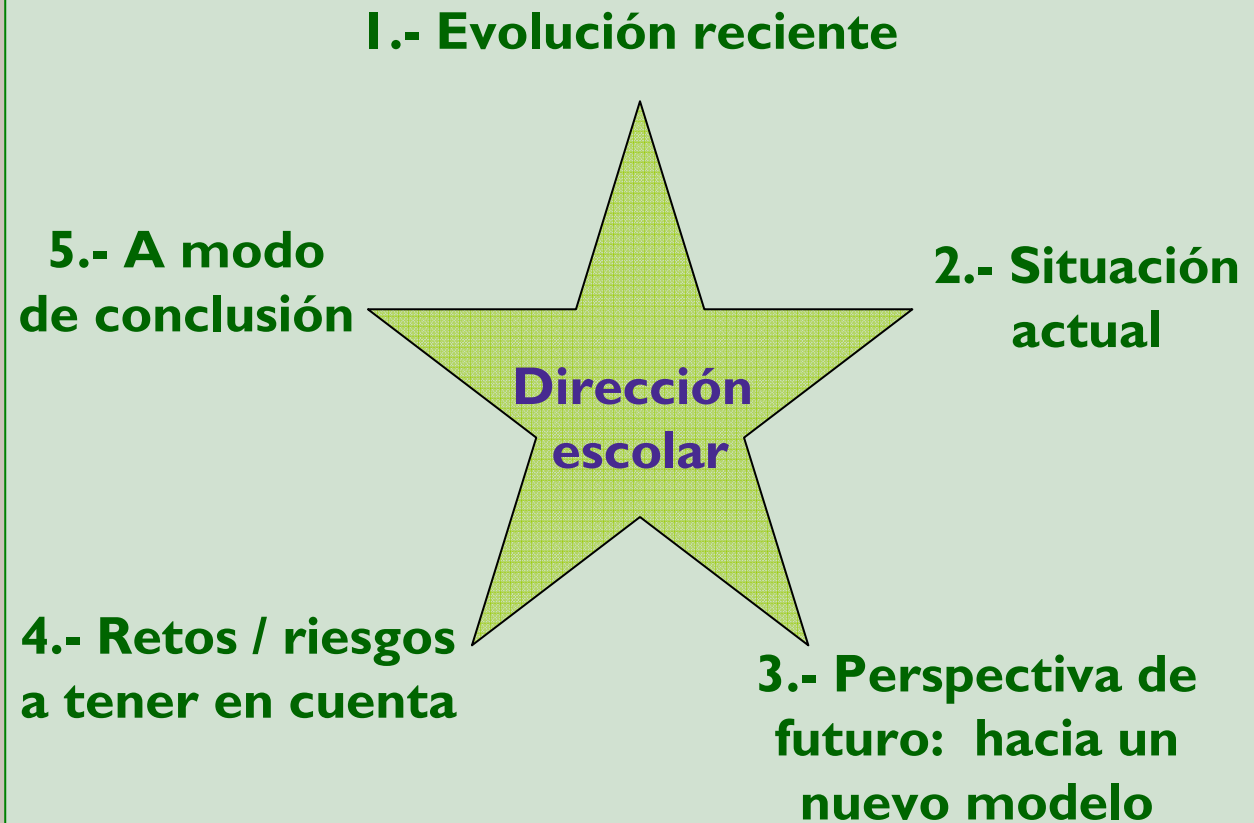 1.- Evolución reciente
5.- A modo
de conclusión
2.- Situación
actual
Dirección
escolar
4.- Retos / riesgos
a tener en cuenta
3.- Perspectiva de
futuro: hacia un
nuevo modelo